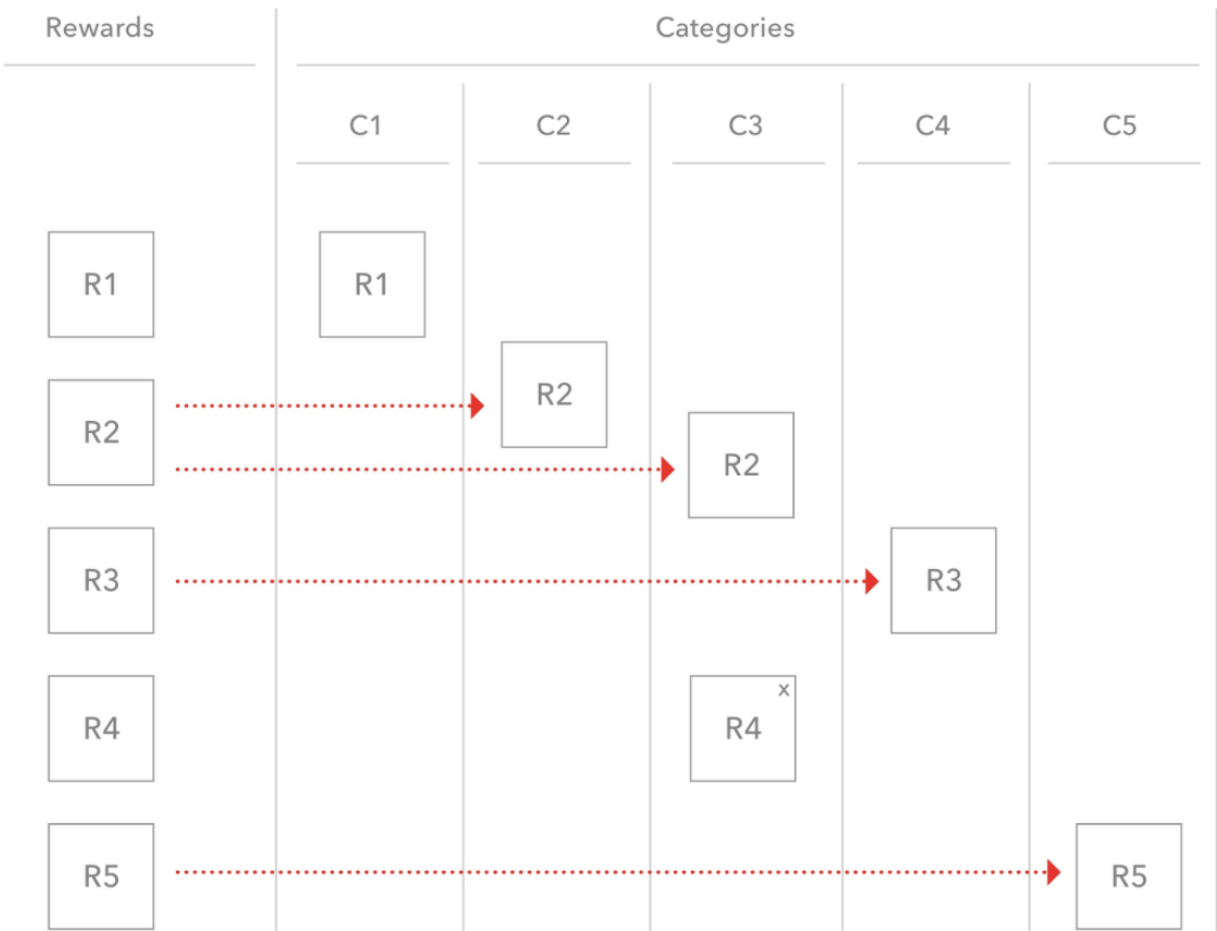 Rewards Categories
C1 C2 C3 C4 C5
R1 R1
R2
R2
R2
R3 R3
x
R4 R4
R5 R5